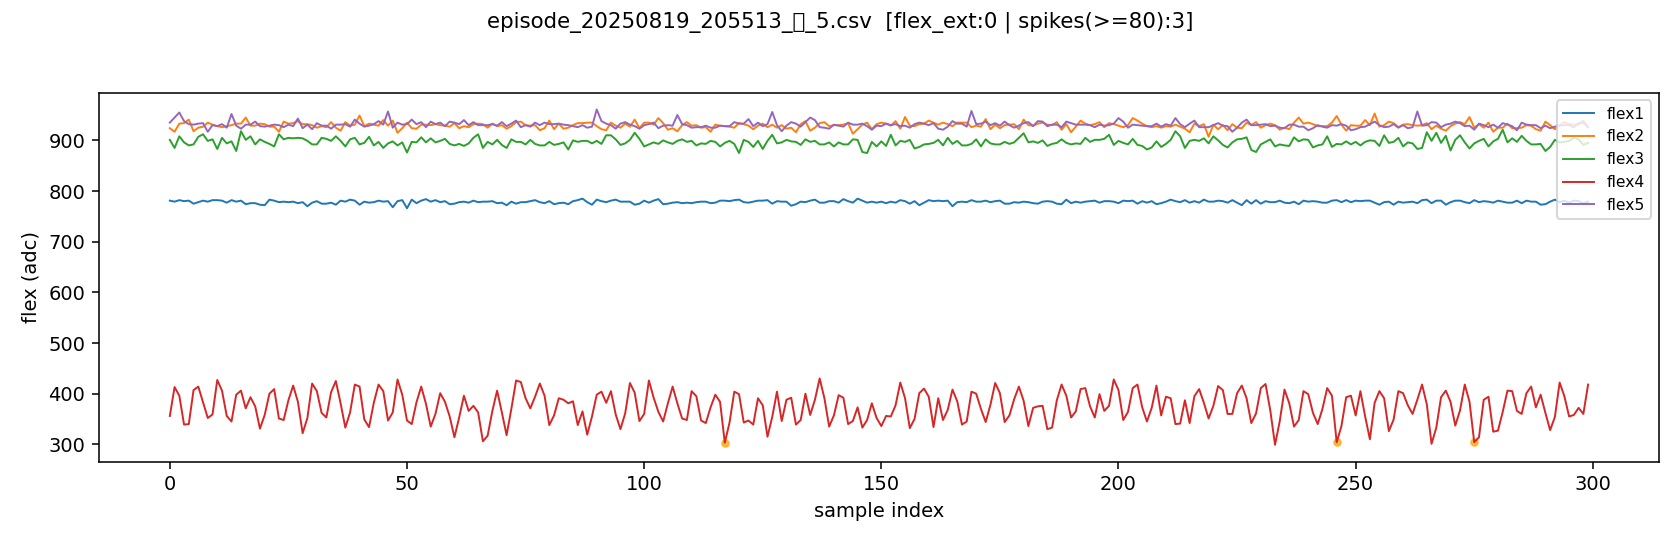 episode_20250819_205513_▯_5.csv  [flex_ext:0 | spikes(>=80):3]
flex (adc)
900
800
700
600
500
400
300
flex1
flex2
flex3
flex4
flex5
0 50 100 150 200 250 300
sample index